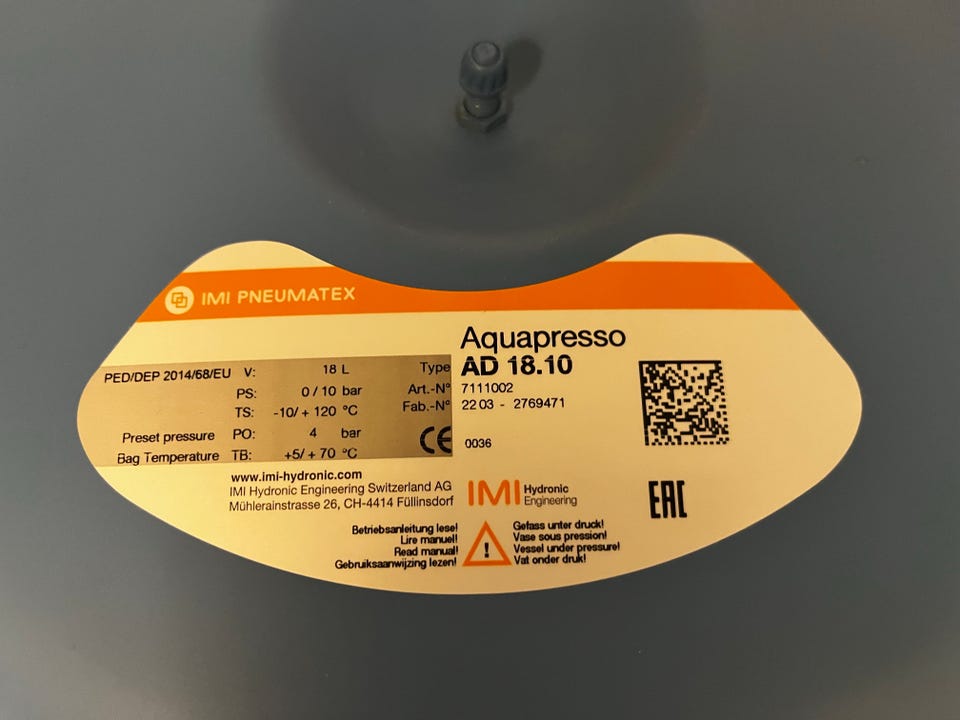 IMI PNEUMATEX
Aquapresso
Type AD 18.10
Art.-N° 7111002
Fab.-N° 22 03 - 2769471
PED/DEP 2014/68/EU V: 18 L
PS: 0 / 10 bar
TS: -10/ + 120 °C
Preset pressure PO: 4 bar
Bag Temperature TB: +5/ + 70 °C
CE 0036
www.imi-hydronic.com
IMI Hydronic Engineering Switzerland AG
Mühlerainstrasse 26, CH-4414 Füllinsdorf
IMI Hydronic
Engineering
EAC
Betriebsanleitung lese!
Lire manuel!
Read manual!
Gebruiksaanwijzing lezen!
!
Gefass unter druck!
Vase sous pression!
Vessel under pressure!
Vat onder druk!